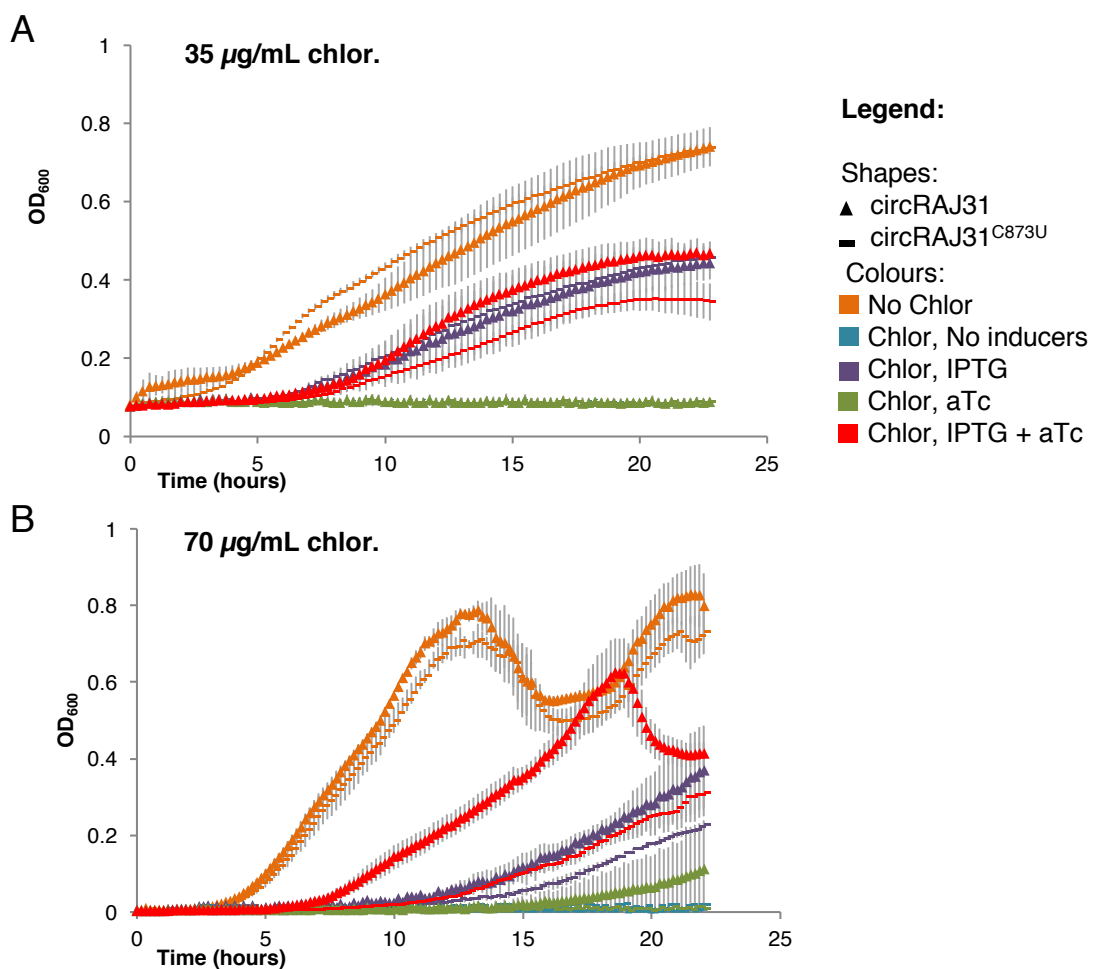 A
35 µg/mL chlor.
1
0.8
0.6
0.4
0.2
0
OD600
0 5 10 15 20 25
Time (hours)
Legend:
Shapes:
circRAJ31
circRAJ31C873U
Colours:
No Chlor
Chlor, No inducers
Chlor, IPTG
Chlor, aTc
Chlor, IPTG + aTc
B
70 µg/mL chlor.
1
0.8
0.6
0.4
0.2
0
OD600
0 5 10 15 20 25
Time (hours)